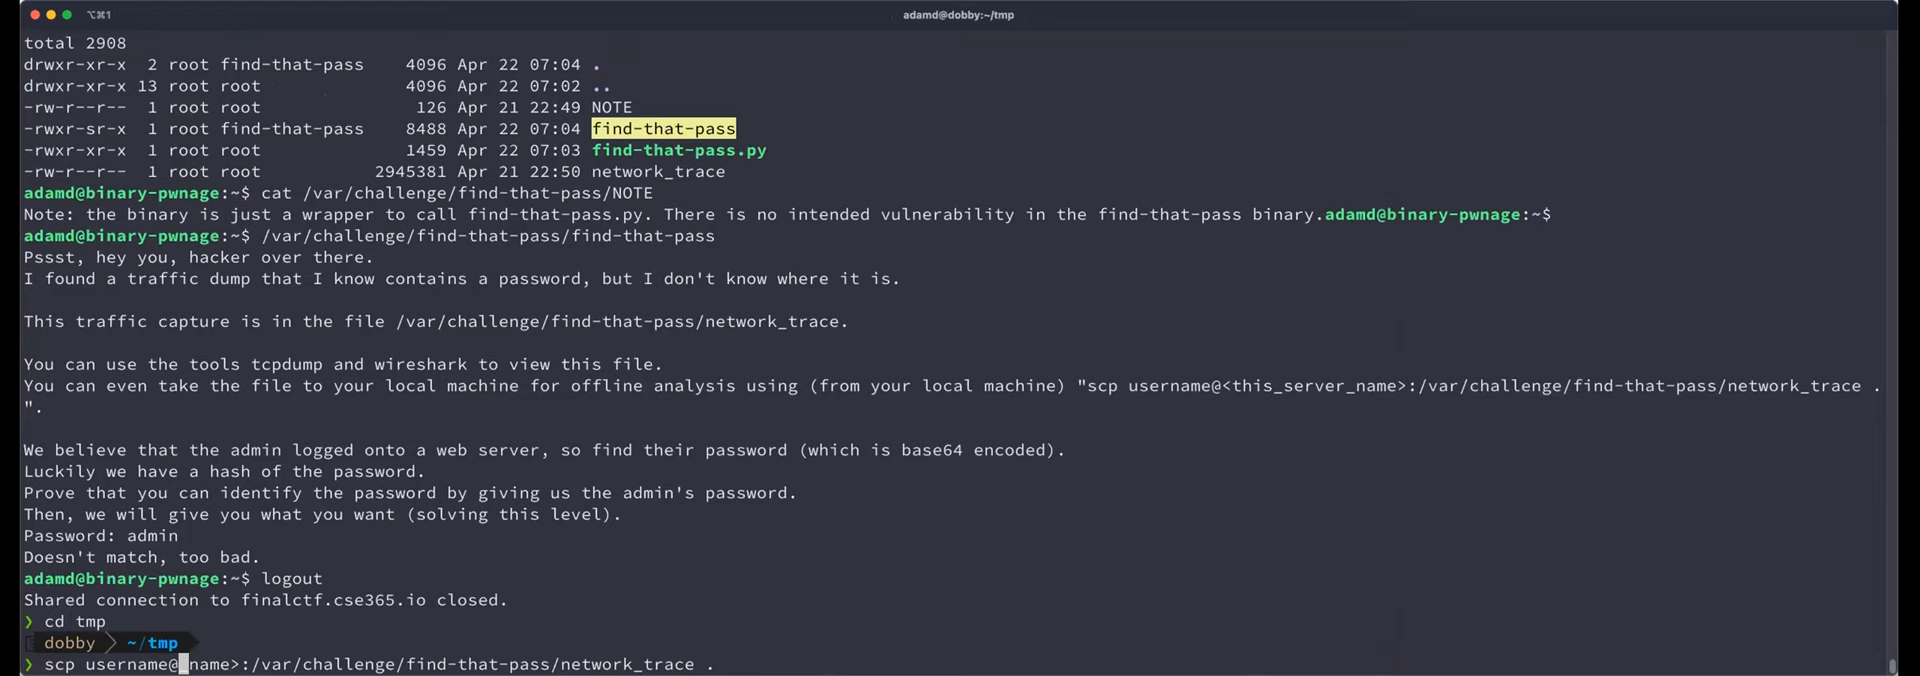 ⌥⌘1
adamd@dobby:~/tmp
total 2908
drwxr-xr-x 2 root find-that-pass 4096 Apr 22 07:04 .
drwxr-xr-x 13 root root 4096 Apr 22 07:02 ..
-rw-r--r-- 1 root root 126 Apr 21 22:49 NOTE
-rwxr-sr-x 1 root find-that-pass 8488 Apr 22 07:04 find-that-pass
-rwxr-xr-x 1 root root 1459 Apr 22 07:03 find-that-pass.py
-rw-r--r-- 1 root root 2945381 Apr 21 22:50 network_trace
adamd@binary-pwnage:~$ cat /var/challenge/find-that-pass/NOTE
Note: the binary is just a wrapper to call find-that-pass.py. There is no intended vulnerability in the find-that-pass binary.adamd@binary-pwnage:~$
adamd@binary-pwnage:~$ /var/challenge/find-that-pass/find-that-pass
Pssst, hey you, hacker over there.
I found a traffic dump that I know contains a password, but I don't know where it is.
This traffic capture is in the file /var/challenge/find-that-pass/network_trace.
You can use the tools tcpdump and wireshark to view this file.
You can even take the file to your local machine for offline analysis using (from your local machine) "scp username@<this_server_name>:/var/challenge/find-that-pass/network_trace .
".
We believe that the admin logged onto a web server, so find their password (which is base64 encoded).
Luckily we have a hash of the password.
Prove that you can identify the password by giving us the admin's password.
Then, we will give you what you want (solving this level).
Password: admin
Doesn't match, too bad.
adamd@binary-pwnage:~$ logout
Shared connection to finalctf.cse365.io closed.
❯ cd tmp
dobby ~/tmp
❯ scp username@_name>:/var/challenge/find-that-pass/network_trace .